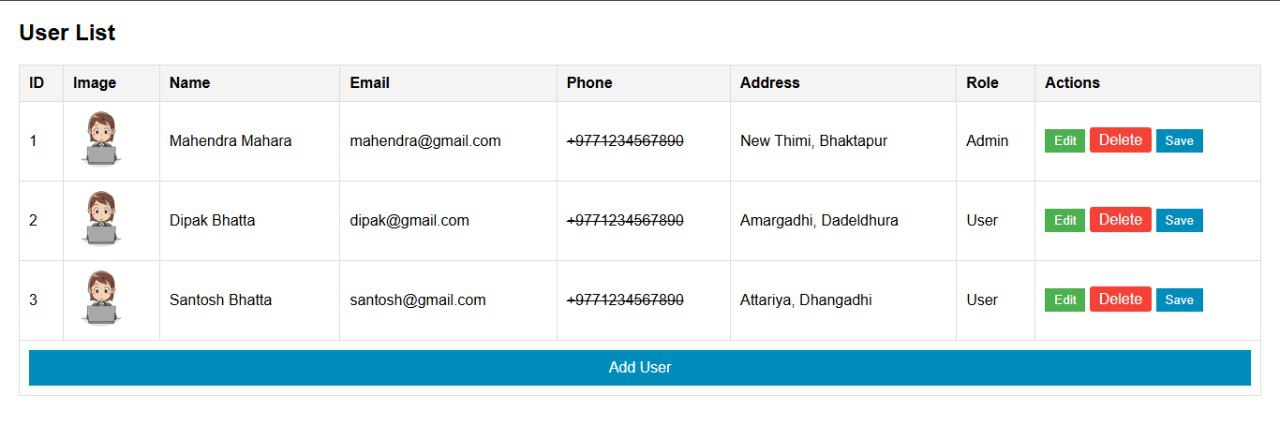 User List
ID Image Name Email Phone Address Role Actions
1 Mahendra Mahara mahendra@gmail.com +9771234567890 New Thimi, Bhaktapur Admin Edit Delete Save
2 Dipak Bhatta dipak@gmail.com +9771234567890 Amargadhi, Dadeldhura User Edit Delete Save
3 Santosh Bhatta santosh@gmail.com +9771234567890 Attariya, Dhangadhi User Edit Delete Save
Add User